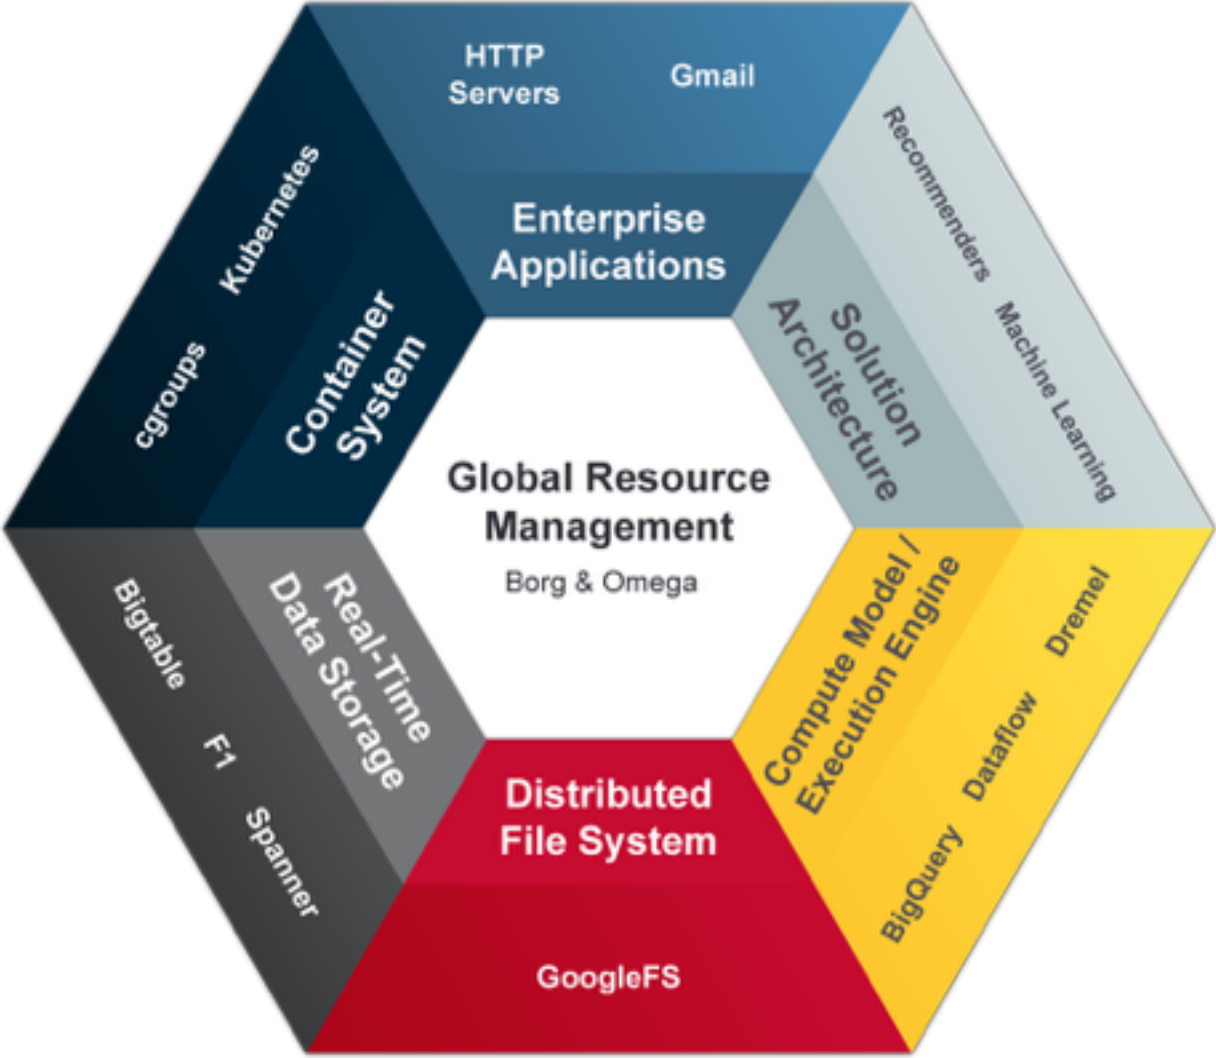 HTTP
Servers
Gmail
Enterprise
Applications
Recommenders
Machine Learning
Solution
Architecture
Compute Model /
Execution Engine
Dremel
Dataflow
BigQuery
Distributed
File System
GoogleFS
Real-Time
Data Storage
Bigtable
F1
Spanner
Container
System
Kubernetes
cgroups
Global Resource
Management
Borg & Omega